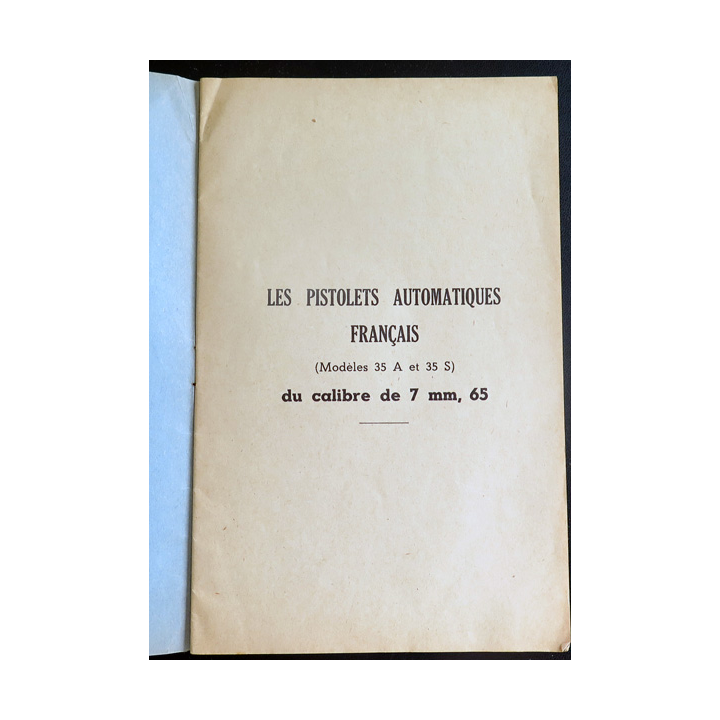 LES PISTOLETS AUTOMATIQUES
FRANÇAIS
(Modèles 35 A et 35 S)
du calibre de 7 mm, 65